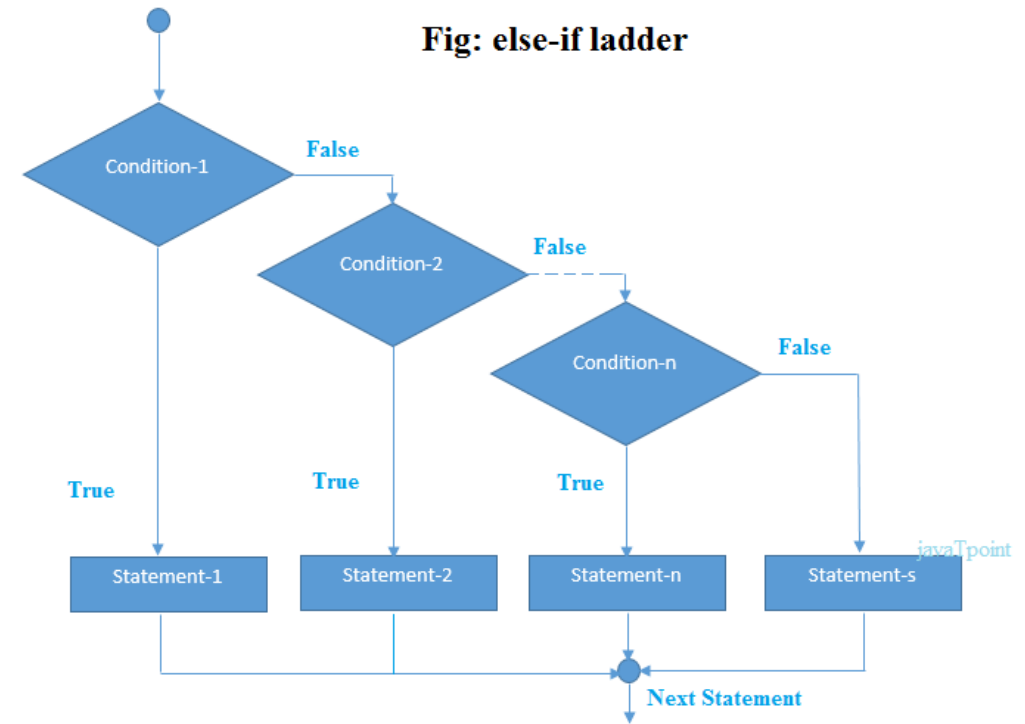 Fig: else-if ladder
Condition-1
False
Condition-2
False
Condition-n
False
True
True
True
javaTpoint
Statement-1
Statement-2
Statement-n
Statement-s
Next Statement